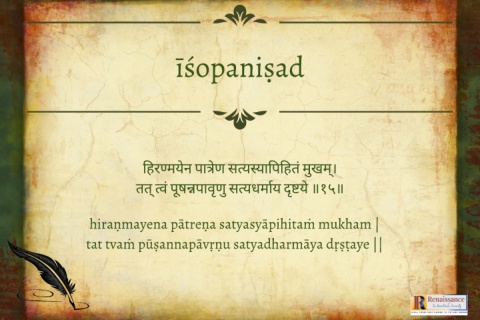 īśopaniṣad
हिरण्मयेन पात्रेण सत्यस्यापिहितं मुखम्।
तत् त्वं पूषन्नपावृणु सत्यधर्माय दृष्टये ॥१५॥
hiraṇmayena pātreṇa satyasyāpihitaṁ mukham |
tat tvaṁ pūṣannapāvṛṇu satyadharmāya dṛṣṭaye ||
Renaissance